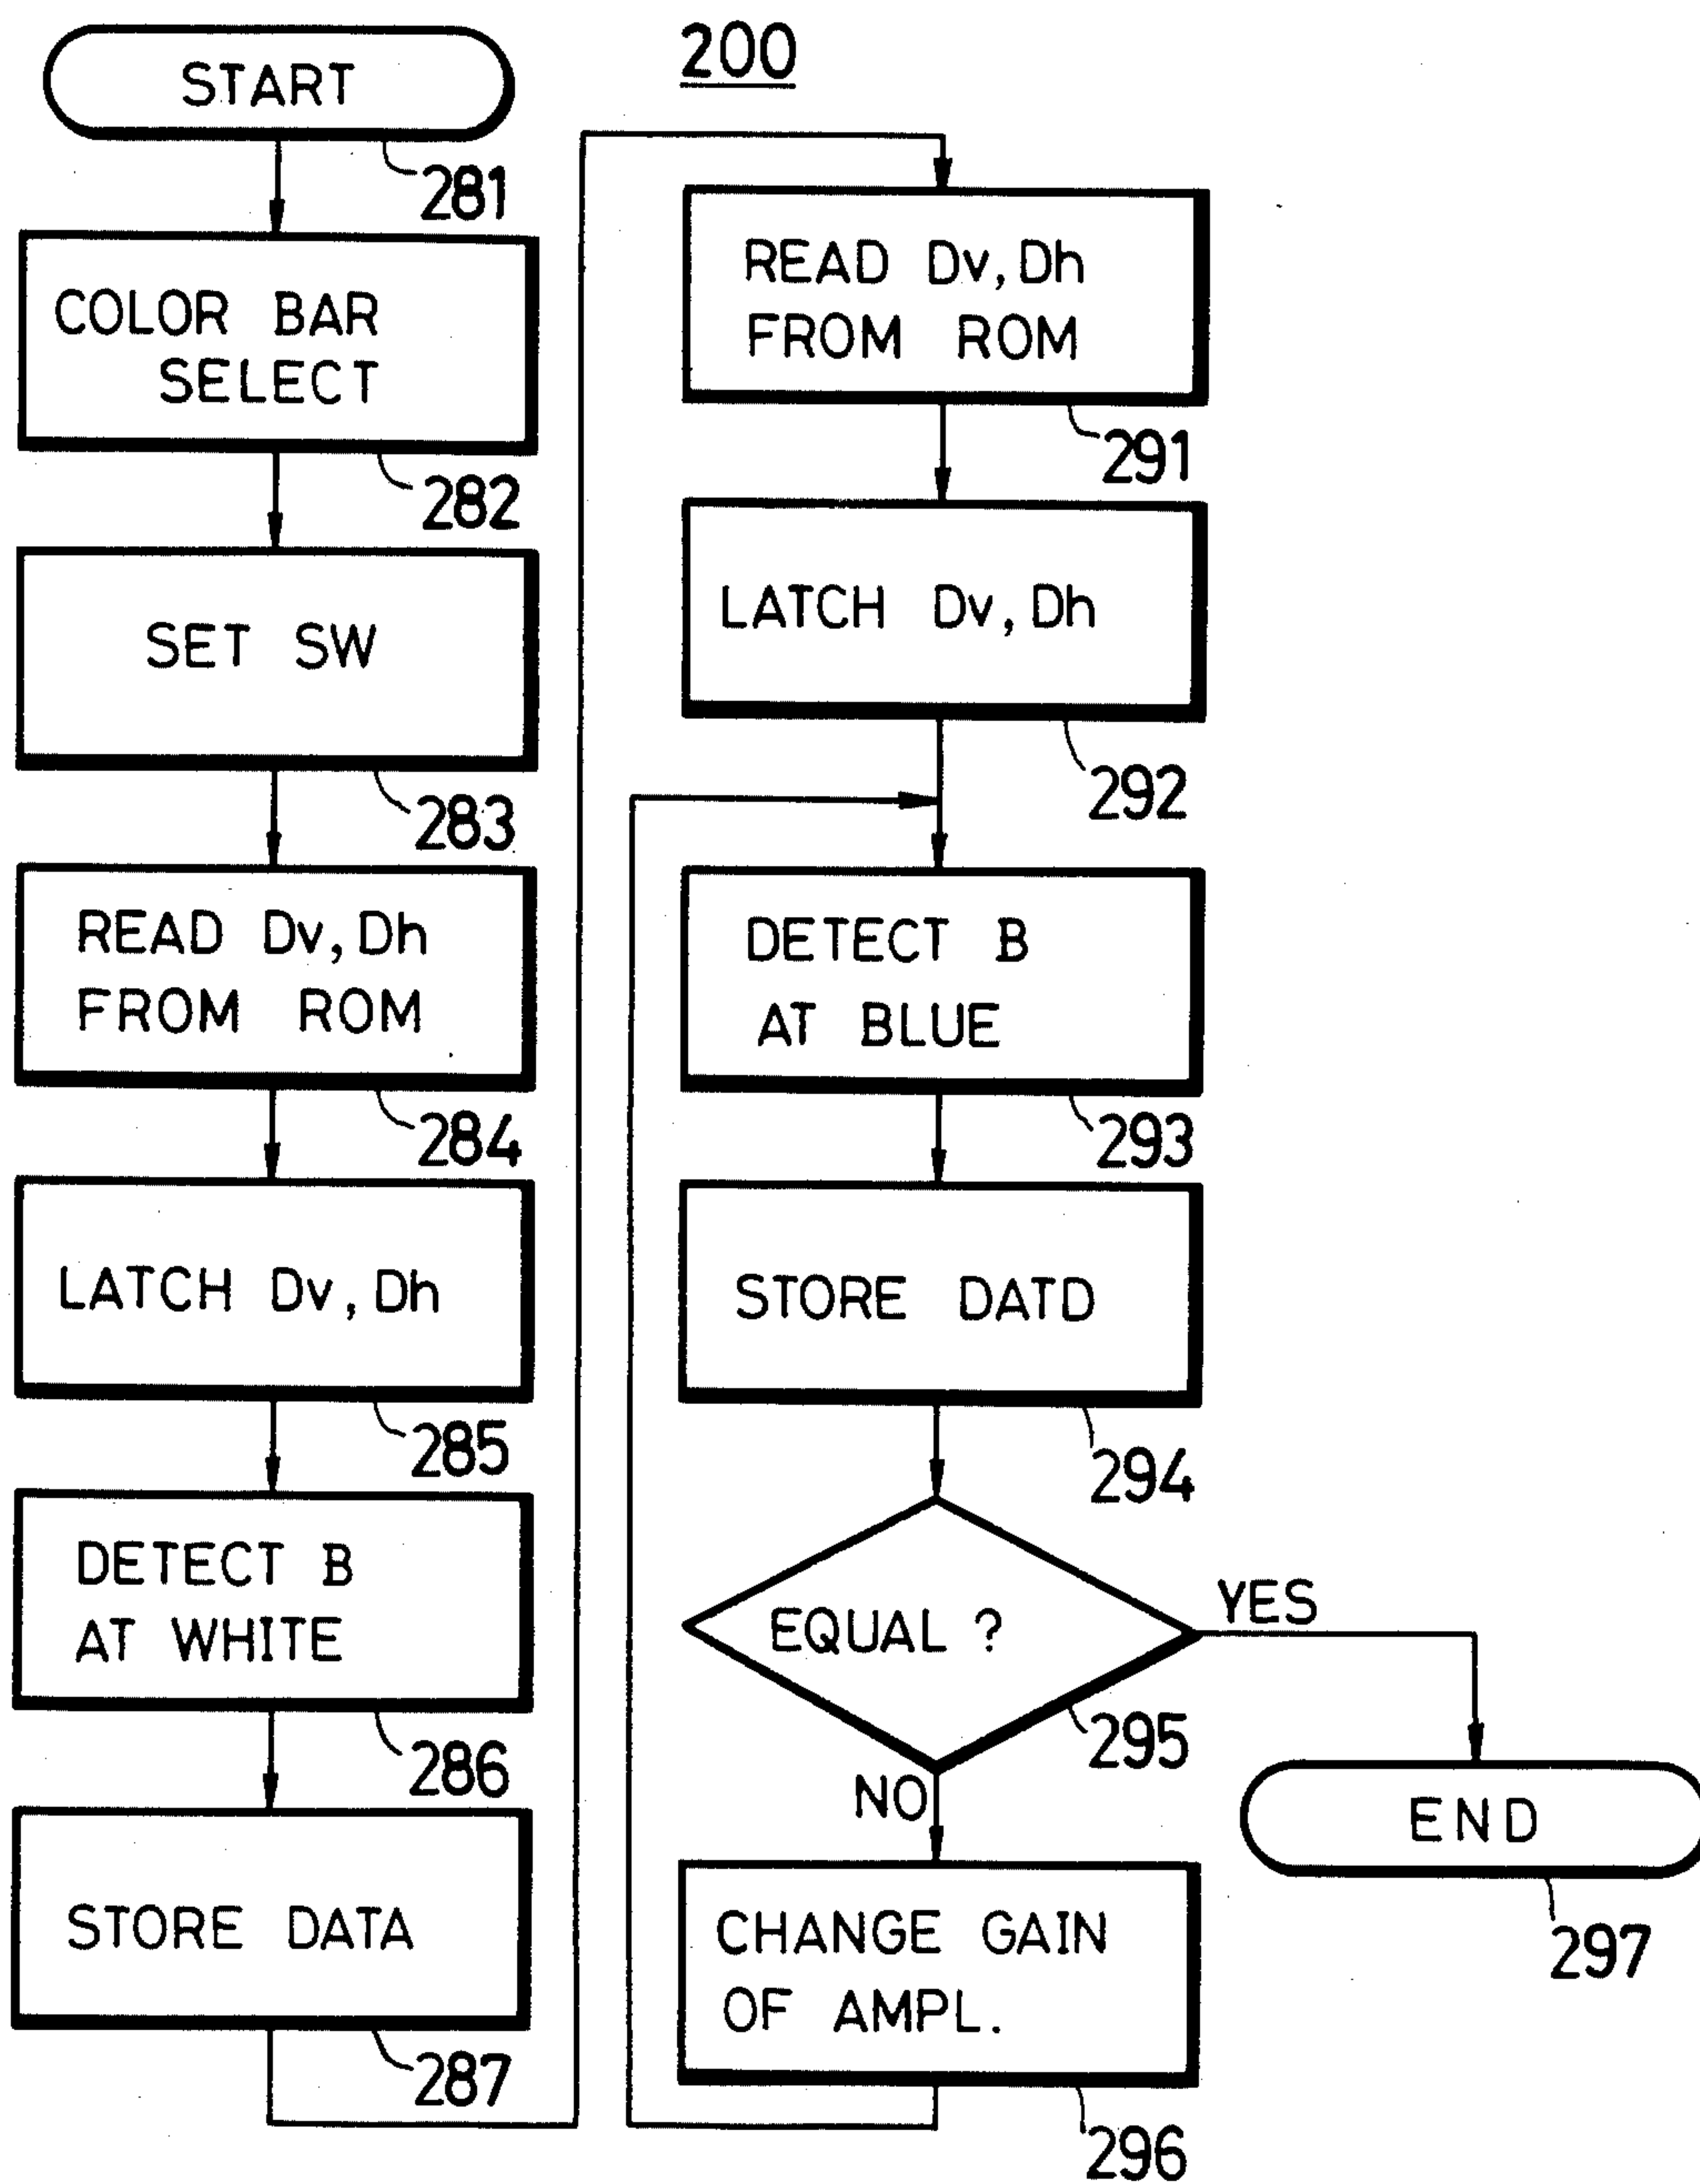 200
START
281
COLOR BAR
SELECT
282
SET SW
283
READ Dv, Dh
FROM ROM
284
LATCH Dv, Dh
285
DETECT B
AT WHITE
286
STORE DATA
287
READ Dv, Dh
FROM ROM
291
LATCH Dv, Dh
292
DETECT B
AT BLUE
293
STORE DATD
294
EQUAL ?
YES
295
NO
CHANGE GAIN
OF AMPL.
296
END
297